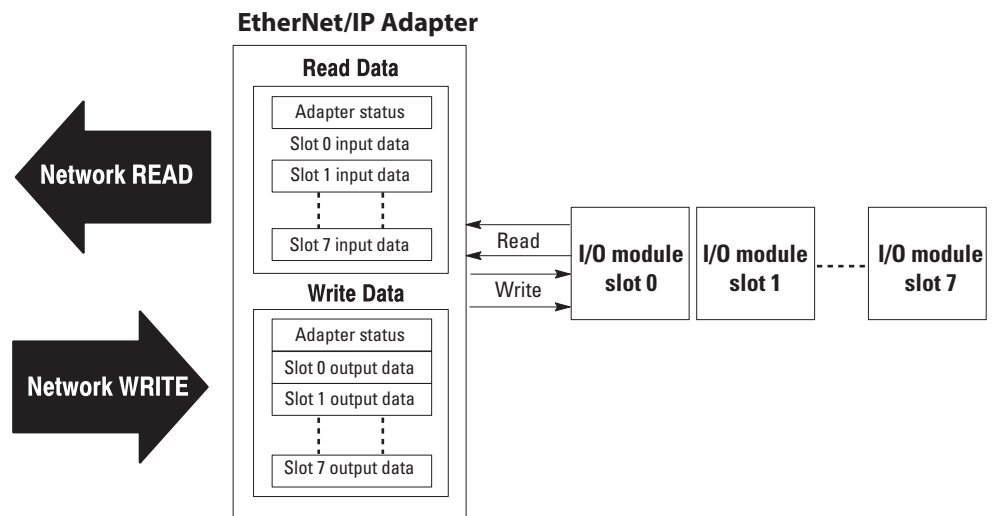 EtherNet/IP Adapter
Read Data
Adapter status
Slot 0 input data
Slot 1 input data
Slot 7 input data
Network READ
Read
Write
I/O module
slot 0
I/O module
slot 1
I/O module
slot 7
Write Data
Adapter status
Slot 0 output data
Slot 1 output data
Slot 7 output data
Network WRITE